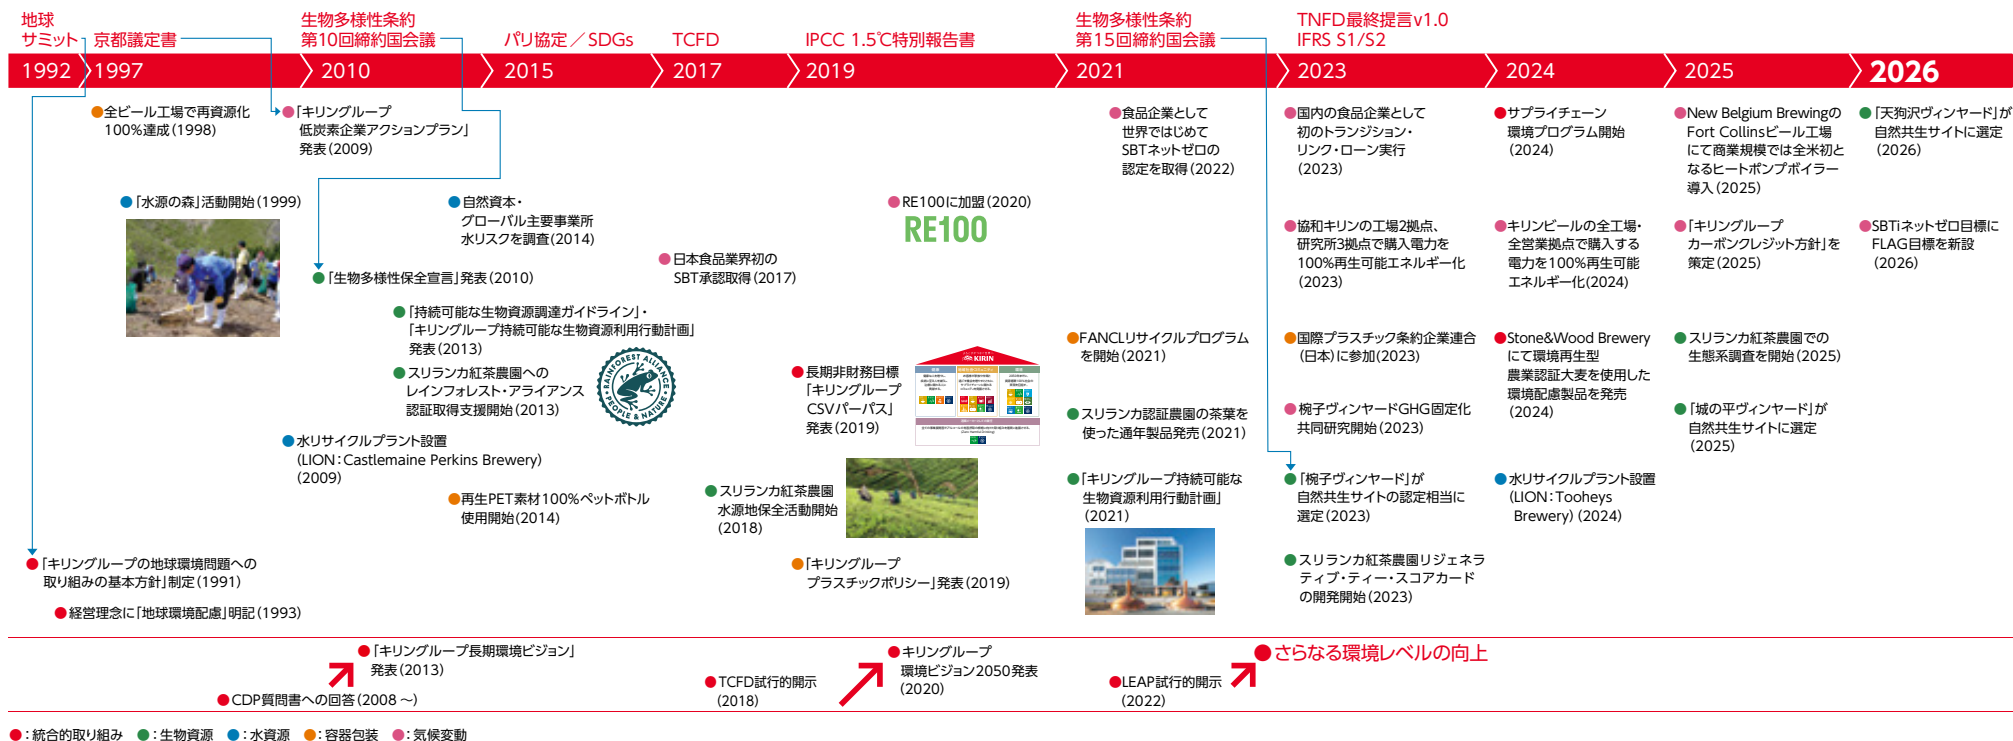 地球
サミット
京都議定書
生物多様性条約
第10回締約国会議
パリ協定／SDGs
TCFD
IPCC 1.5℃特別報告書
生物多様性条約
第15回締約国会議
TNFD最終提言v1.0
IFRS S1/S2
1992
1997
2010
2015
2017
2019
2021
2023
2024
2025
2026
●全ビール工場で再資源化
100%達成（1998）
●「水源の森」活動開始（1999）
●「キリングループの地球環境問題への
取り組みの基本方針」制定（1991）
●経営理念に「地球環境配慮」明記（1993）
●「キリングループ
低炭素企業アクションプラン」
発表（2009）
●「生物多様性保全宣言」発表（2010）
●「持続可能な生物資源調達ガイドライン」・
「キリングループ持続可能な生物資源利用行動計画」
発表（2013）
●スリランカ紅茶農園への
レインフォレスト・アライアンス
認証取得支援開始（2013）
RAINFOREST ALLIANCE
PEOPLE & NATURE
●水リサイクルプラント設置
（LION：Castlemaine Perkins Brewery）
（2009）
●自然資本・
グローバル主要事業所
水リスクを調査（2014）
●再生PET素材100%ペットボトル
使用開始（2014）
●日本食品業界初の
SBT承認取得（2017）
●スリランカ紅茶農園
水源地保全活動開始
（2018）
●RE100に加盟（2020）
RE100
●長期非財務目標
「キリングループ
CSVパーパス」
発表（2019）
KIRIN
●「キリングループ
プラスチックポリシー」発表（2019）
●食品企業として
世界ではじめて
SBTネットゼロの
認定を取得（2022）
●FANCLリサイクルプログラム
を開始（2021）
●スリランカ認証農園の茶葉を
使った通年製品発売（2021）
●「キリングループ持続可能な
生物資源利用行動計画」
（2021）
●国内の食品企業として
初のトランジション・
リンク・ローン実行
（2023）
●協和キリンの工場2拠点、
研究所3拠点で購入電力を
100%再生可能エネルギー化
（2023）
●国際プラスチック条約企業連合
（日本）に参加（2023）
●椀子ヴィンヤードGHG固定化
共同研究開始（2023）
●「椀子ヴィンヤード」が
自然共生サイトの認定相当に
選定（2023）
●スリランカ紅茶農園リジェネラ
ティブ・ティー・スコアカード
の開発開始（2023）
●サプライチェーン
環境プログラム開始
（2024）
●キリンビールの全工場・
全営業拠点で購入する
電力を100%再生可能
エネルギー化（2024）
●Stone&Wood Brewery
にて環境再生型
農業認証大麦を使用した
環境配慮製品を発売
（2024）
●水リサイクルプラント設置
（LION：Tooheys
Brewery）（2024）
●New Belgium Brewingの
Fort Collinsビール工場
にて商業規模では全米初と
なるヒートポンプボイラー
導入（2025）
●「キリングループ
カーボンクレジット方針」を
策定（2025）
●スリランカ紅茶農園での
生態系調査を開始（2025）
●「城の平ヴィンヤード」が
自然共生サイトに選定
（2025）
●「天狗沢ヴィンヤード」が
自然共生サイトに選定
（2026）
●SBTiネットゼロ目標に
FLAG目標を新設
（2026）
●CDP質問書への回答（2008～）
●「キリングループ長期環境ビジョン」
発表（2013）
●TCFD試行的開示
（2018）
●キリングループ
環境ビジョン2050発表
（2020）
●LEAP試行的開示
（2022）
●さらなる環境レベルの向上
●：統合的取り組み ●：生物資源 ●：水資源 ●：容器包装 ●：気候変動